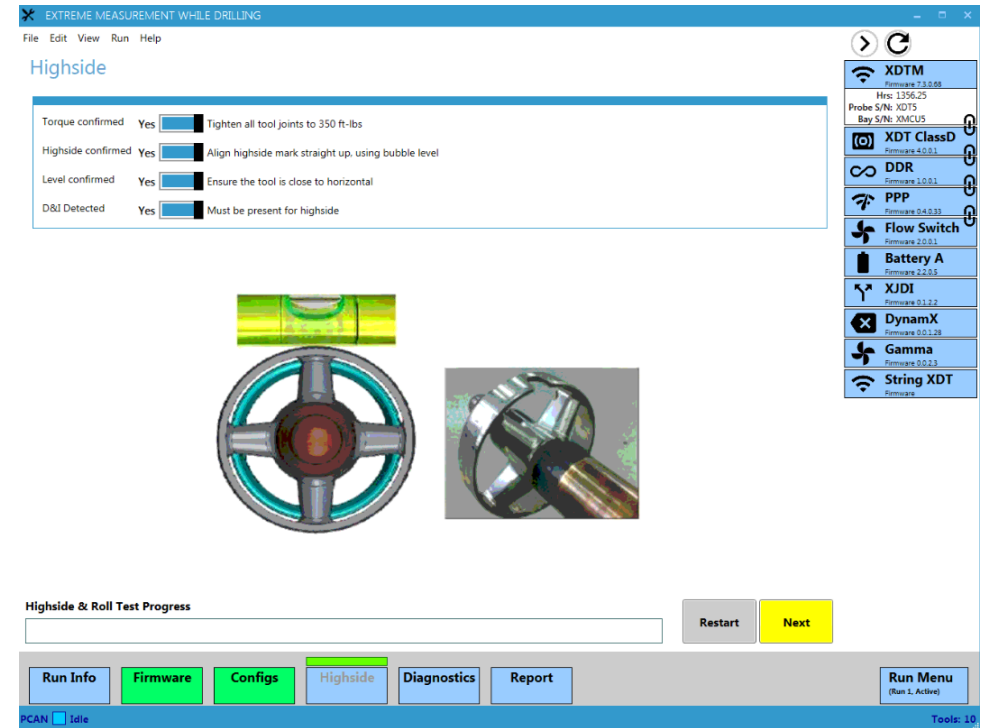 EXTREME MEASUREMENT WHILE DRILLING
File Edit View Run Help
Highside
Torque confirmed Yes Tighten all tool joints to 350 ft-lbs
Highside confirmed Yes Align highside mark straight up, using bubble level
Level confirmed Yes Ensure the tool is close to horizontal
D&I Detected Yes Must be present for highside
XDTM
Firmware 7.3.0.68
Hrs: 1356.25
Probe S/N: XDT5
Bay S/N: XMCU5
XDT ClassD
Firmware 4.0.0.1
DDR
Firmware 1.0.0.1
PPP
Firmware 0.4.0.33
Flow Switch
Firmware 2.0.0.1
Battery A
Firmware 2.2.0.5
XJDI
Firmware 0.1.2.2
DynamX
Firmware 0.0.1.28
Gamma
Firmware 0.0.2.3
String XDT
Firmware
Highside & Roll Test Progress
Restart Next
Run Info Firmware Configs Highside Diagnostics Report
Run Menu
(Run 1, Active)
PCAN Idle Tools: 10